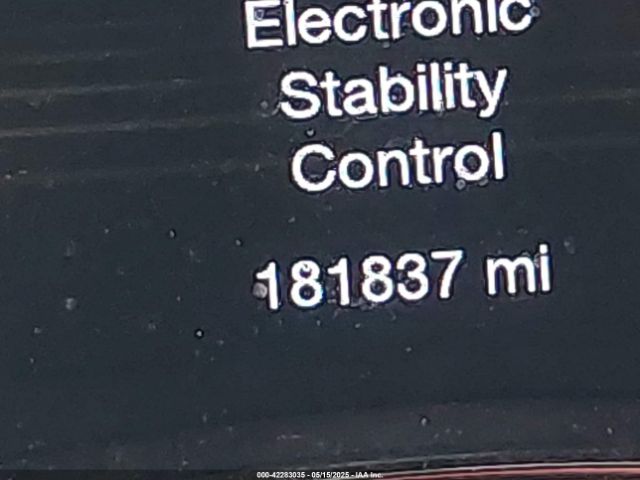 Electronic
Stability
Control
181837 mi
000-42283035 - 05/15/2025 - IAA Inc.